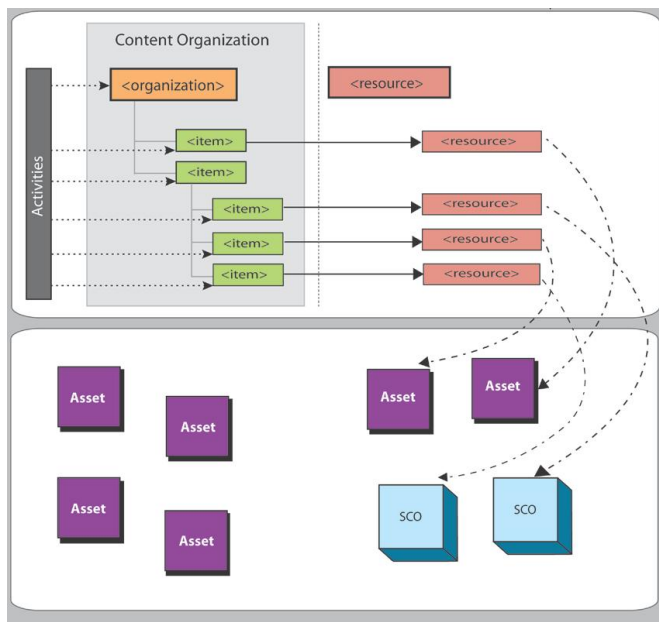 Content Organization
Activities
<organization>
<resource>
<item>
<resource>
<item>
<item>
<resource>
<item>
<resource>
<item>
<resource>
Asset
Asset
Asset
Asset
Asset
Asset
SCO
SCO